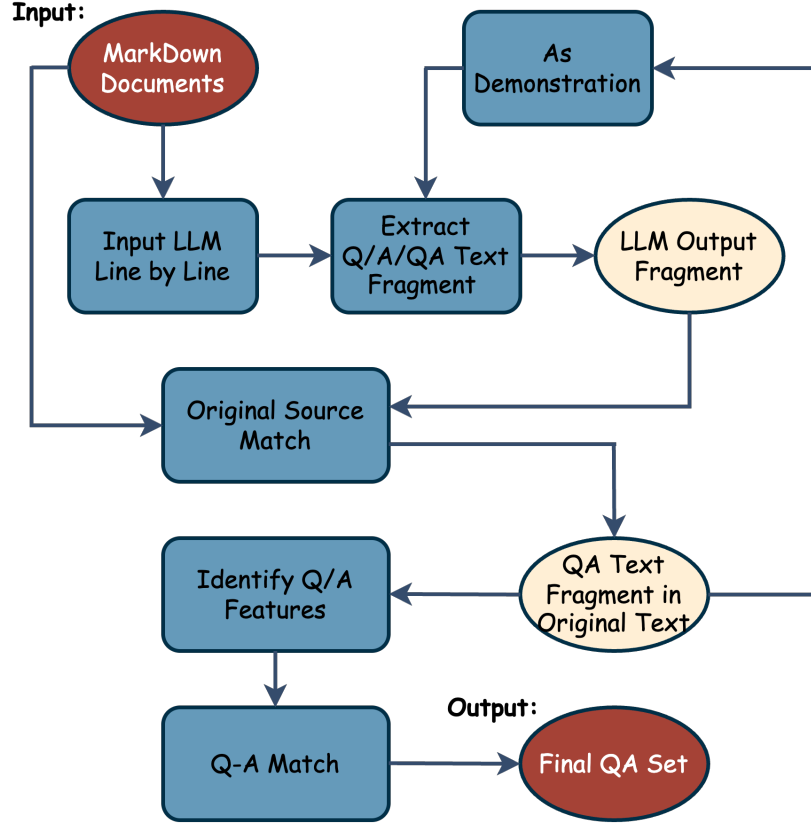 Input:
MarkDown
Documents
As
Demonstration
Input LLM
Line by Line
Extract
Q/A/QA Text
Fragment
LLM Output
Fragment
Original Source
Match
QA Text
Fragment in
Original Text
Identify Q/A
Features
Q-A Match
Output:
Final QA Set